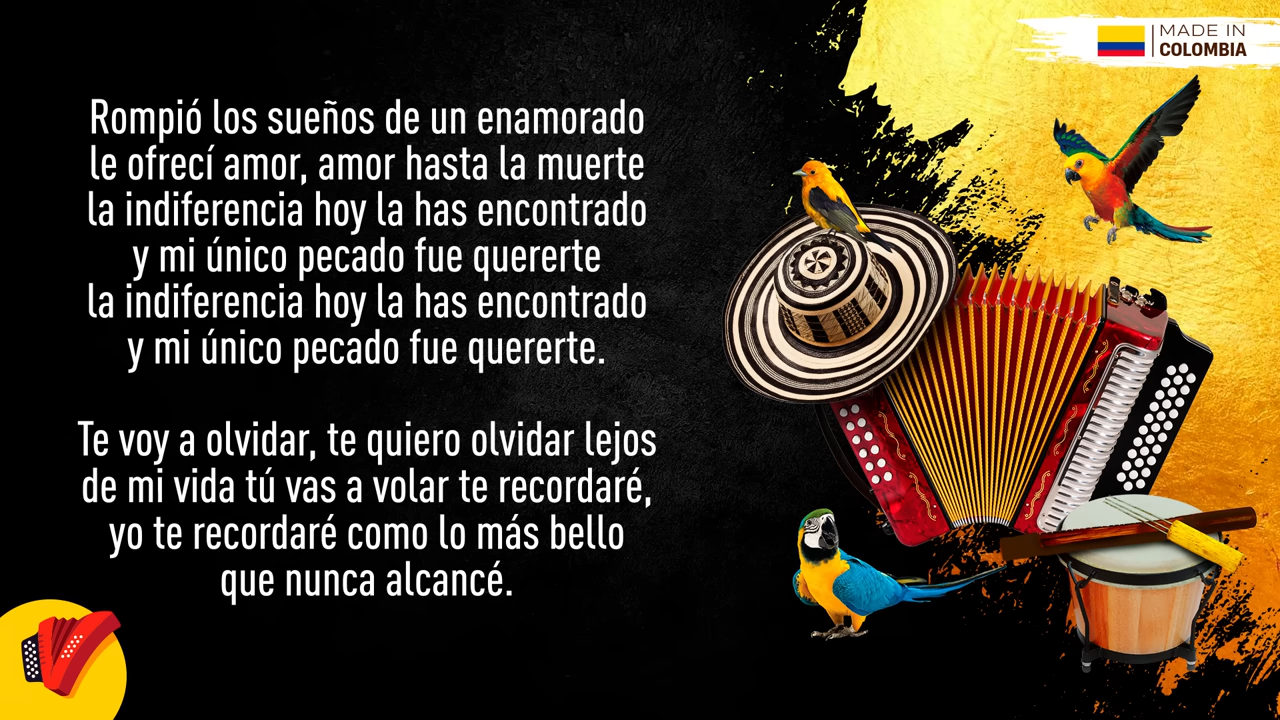 MADE IN
COLOMBIA
Rompió los sueños de un enamorado
le ofrecí amor, amor hasta la muerte
la indiferencia hoy la has encontrado
y mi único pecado fue quererte
la indiferencia hoy la has encontrado
y mi único pecado fue quererte.
Te voy a olvidar, te quiero olvidar lejos
de mi vida tú vas a volar te recordaré,
yo te recordaré como lo más bello
que nunca alcancé.